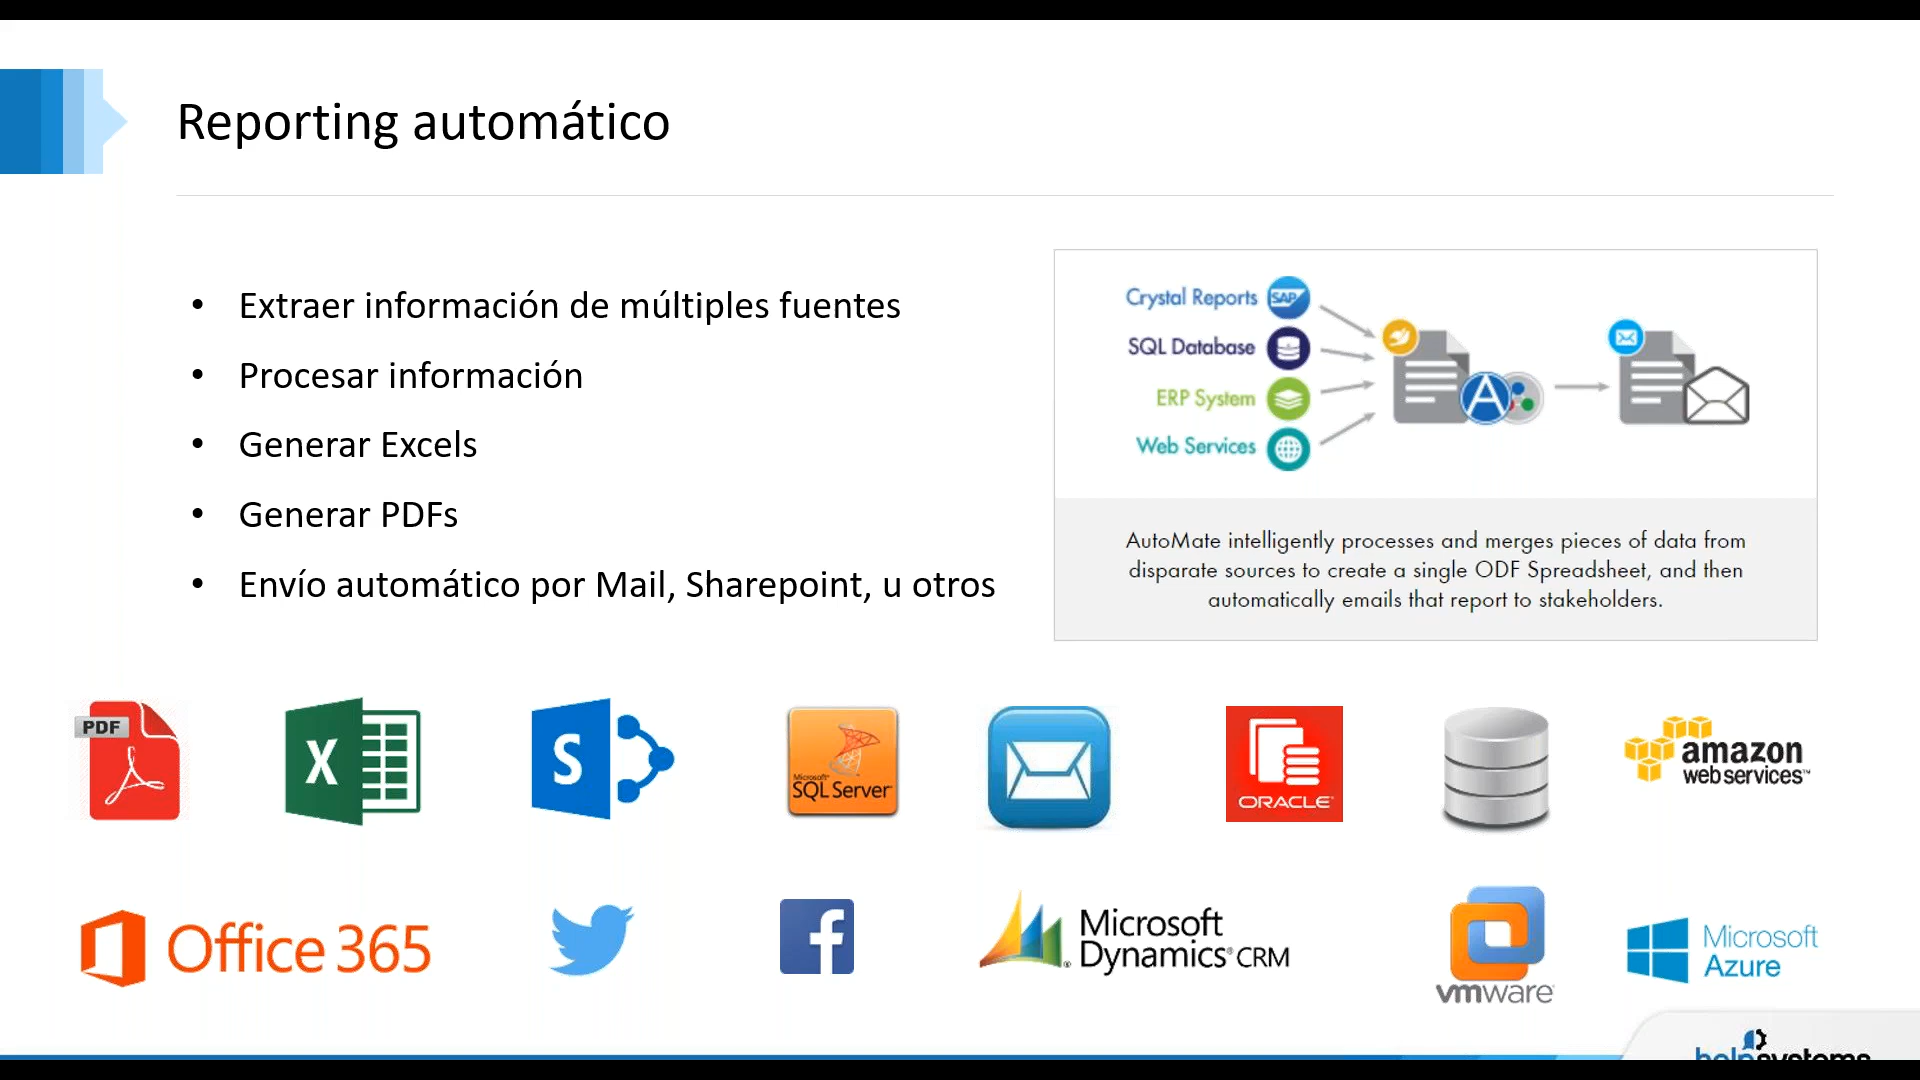 Reporting automático
• Extraer información de múltiples fuentes
• Procesar información
• Generar Excels
• Generar PDFs
• Envío automático por Mail, Sharepoint, u otros
Crystal Reports
SAP
SQL Database
ERP System
Web Services
A
AutoMate intelligently processes and merges pieces of data from
disparate sources to create a single ODF Spreadsheet, and then
automatically emails that report to stakeholders.
PDF
X
S
Microsoft
SQL Server
ORACLE
amazon
web services™
Office 365
f
Microsoft
Dynamics® CRM
vmware
Microsoft
Azure
helpsystems